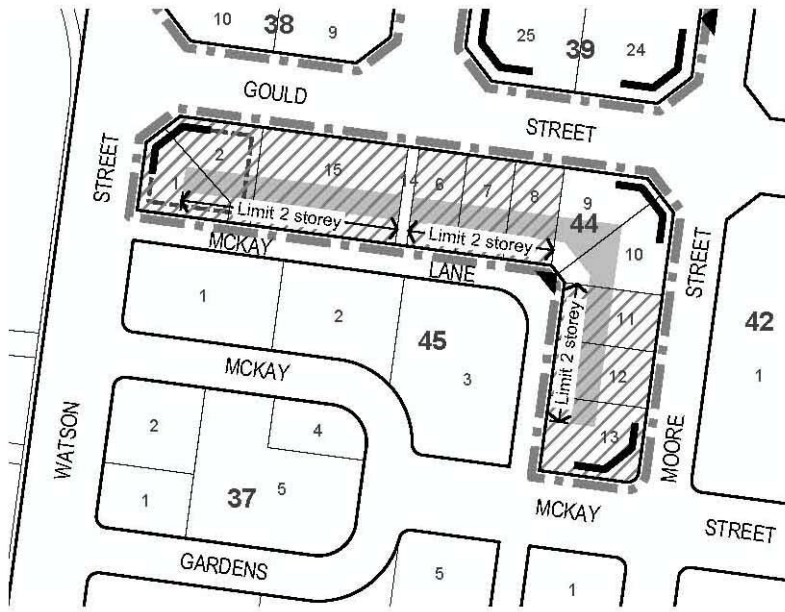 10
38
9
25
39
24
GOULD
STREET
STREET
2
1
15
14
6
7
8
9
44
10
Limit 2 storey
Limit 2 storey
MCKAY
LANE
STREET
1
2
45
3
Limit 2 storey
11
12
13
42
1
MCKAY
WATSON
2
1
4
37
5
MOORE
MCKAY
STREET
GARDENS
5
1